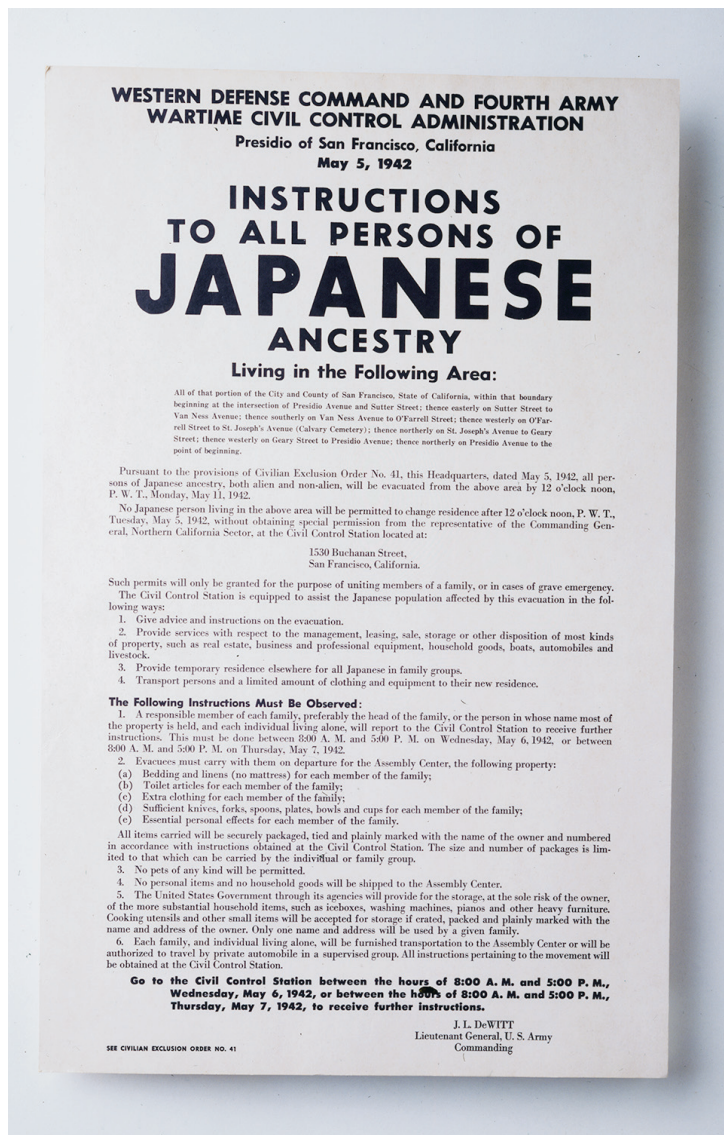 WESTERN DEFENSE COMMAND AND FOURTH ARMY
WARTIME CIVIL CONTROL ADMINISTRATION
Presidio of San Francisco, California
May 5, 1942
INSTRUCTIONS
TO ALL PERSONS OF
JAPANESE
ANCESTRY
Living in the Following Area:
All of that portion of the City and County of San Francisco, State of California, within that boundary
beginning at the intersection of Presidio Avenue and Sutter Street; thence easterly on Sutter Street to
Van Ness Avenue; thence southerly on Van Ness Avenue to O'Farrell Street; thence westerly on O'Far-
rell Street to St. Joseph's Avenue (Calvary Cemetery); thence northerly on St. Joseph's Avenue to Geary
Street; thence westerly on Geary Street to Presidio Avenue; thence northerly on Presidio Avenue to the
point of beginning.
Pursuant to the provisions of Civilian Exclusion Order No. 41, this Headquarters, dated May 5, 1942, all per-
sons of Japanese ancestry, both alien and non-alien, will be evacuated from the above area by 12 o'clock noon,
P. W. T., Monday, May 11, 1942.
No Japanese person living in the above area will be permitted to change residence after 12 o'clock noon, P. W. T.,
Tuesday, May 5, 1942, without obtaining special permission from the representative of the Commanding Gen-
eral, Northern California Sector, at the Civil Control Station located at:
1530 Buchanan Street,
San Francisco, California.
Such permits will only be granted for the purpose of uniting members of a family, or in cases of grave emergency.
The Civil Control Station is equipped to assist the Japanese population affected by this evacuation in the fol-
lowing ways:
1. Give advice and instructions on the evacuation.
2. Provide services with respect to the management, leasing, sale, storage or other disposition of most kinds
of property, such as real estate, business and professional equipment, household goods, boats, automobiles and
livestock.
3. Provide temporary residence elsewhere for all Japanese in family groups.
4. Transport persons and a limited amount of clothing and equipment to their new residence.
The Following Instructions Must Be Observed:
1. A responsible member of each family, preferably the head of the family, or the person in whose name most of
the property is held, and each individual living alone, will report to the Civil Control Station to receive further
instructions. This must be done between 8:00 A. M. and 5:00 P. M. on Wednesday, May 6, 1942, or between
8:00 A. M. and 5:00 P. M. on Thursday, May 7, 1942.
2. Evacuees must carry with them on departure for the Assembly Center, the following property:
(a) Bedding and linens (no mattress) for each member of the family;
(b) Toilet articles for each member of the family;
(c) Extra clothing for each member of the family;
(d) Sufficient knives, forks, spoons, plates, bowls and cups for each member of the family;
(e) Essential personal effects for each member of the family.
All items carried will be securely packaged, tied and plainly marked with the name of the owner and numbered
in accordance with instructions obtained at the Civil Control Station. The size and number of packages is lim-
ited to that which can be carried by the individual or family group.
3. No pets of any kind will be permitted.
4. No personal items and no household goods will be shipped to the Assembly Center.
5. The United States Government through its agencies will provide for the storage, at the sole risk of the owner,
of the more substantial household items, such as iceboxes, washing machines, pianos and other heavy furniture.
Cooking utensils and other small items will be accepted for storage if crated, packed and plainly marked with the
name and address of the owner. Only one name and address will be used by a given family.
6. Each family, and individual living alone, will be furnished transportation to the Assembly Center or will be
authorized to travel by private automobile in a supervised group. All instructions pertaining to the movement will
be obtained at the Civil Control Station.
Go to the Civil Control Station between the hours of 8:00 A. M. and 5:00 P. M.,
Wednesday, May 6, 1942, or between the hours of 8:00 A. M. and 5:00 P. M.,
Thursday, May 7, 1942, to receive further instructions.
J. L. DeWITT
Lieutenant General, U. S. Army
Commanding
SEE CIVILIAN EXCLUSION ORDER NO. 41